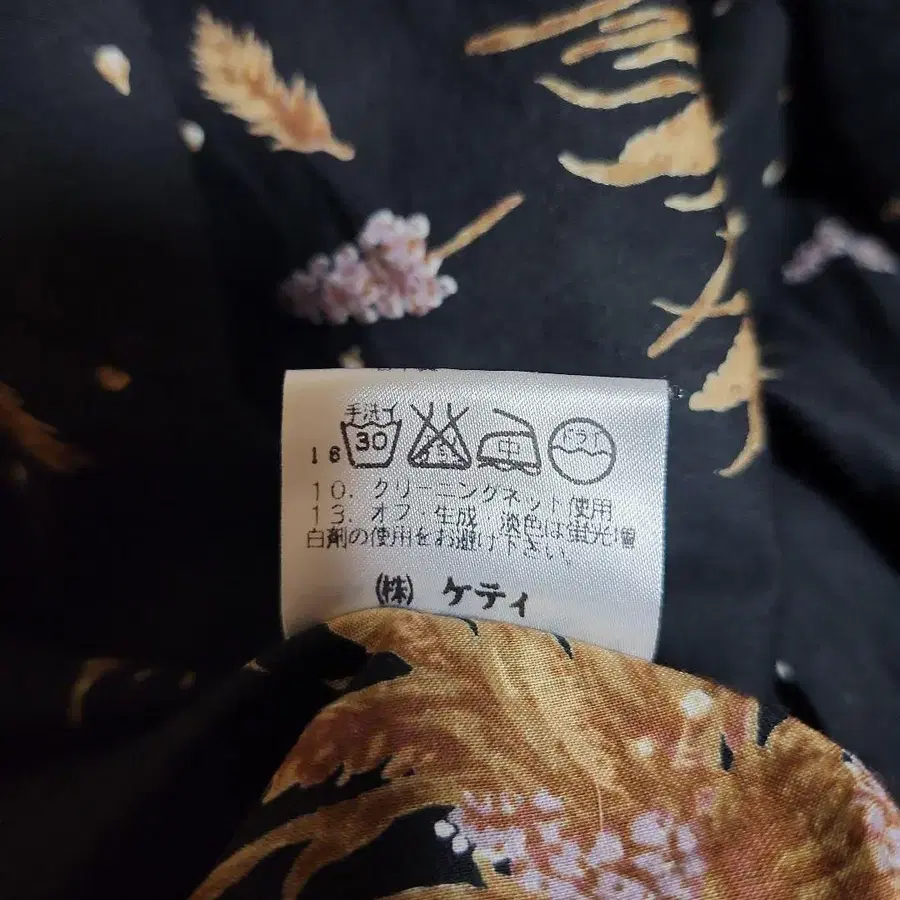 手洗イ
16 30 中 ドライ
10. クリーニングネット使用
13. オフ・生成 淡色は蛍光増
白剤の使用をお避け下さい。
(株) ケティ